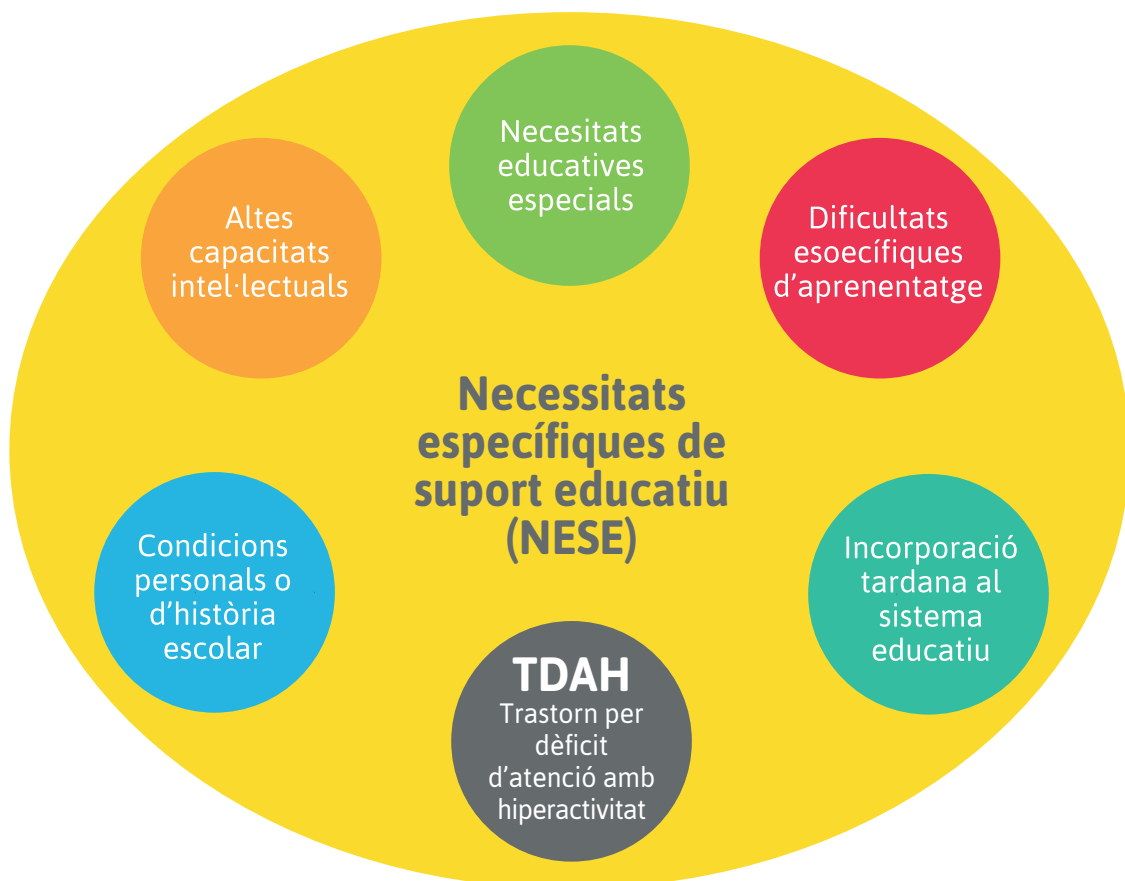 Necesitats
educatives
especials
Altes
capacitats
intel·lectuals
Dificultats
esoecífiques
d'aprenentatge
Necessitats
específiques de
suport educatiu
(NESE)
Condicions
personals o
d'història
escolar
Incorporació
tardana al
sistema
educatiu
TDAH
Trastorn per
dèficit
d'atenció amb
hiperactivitat